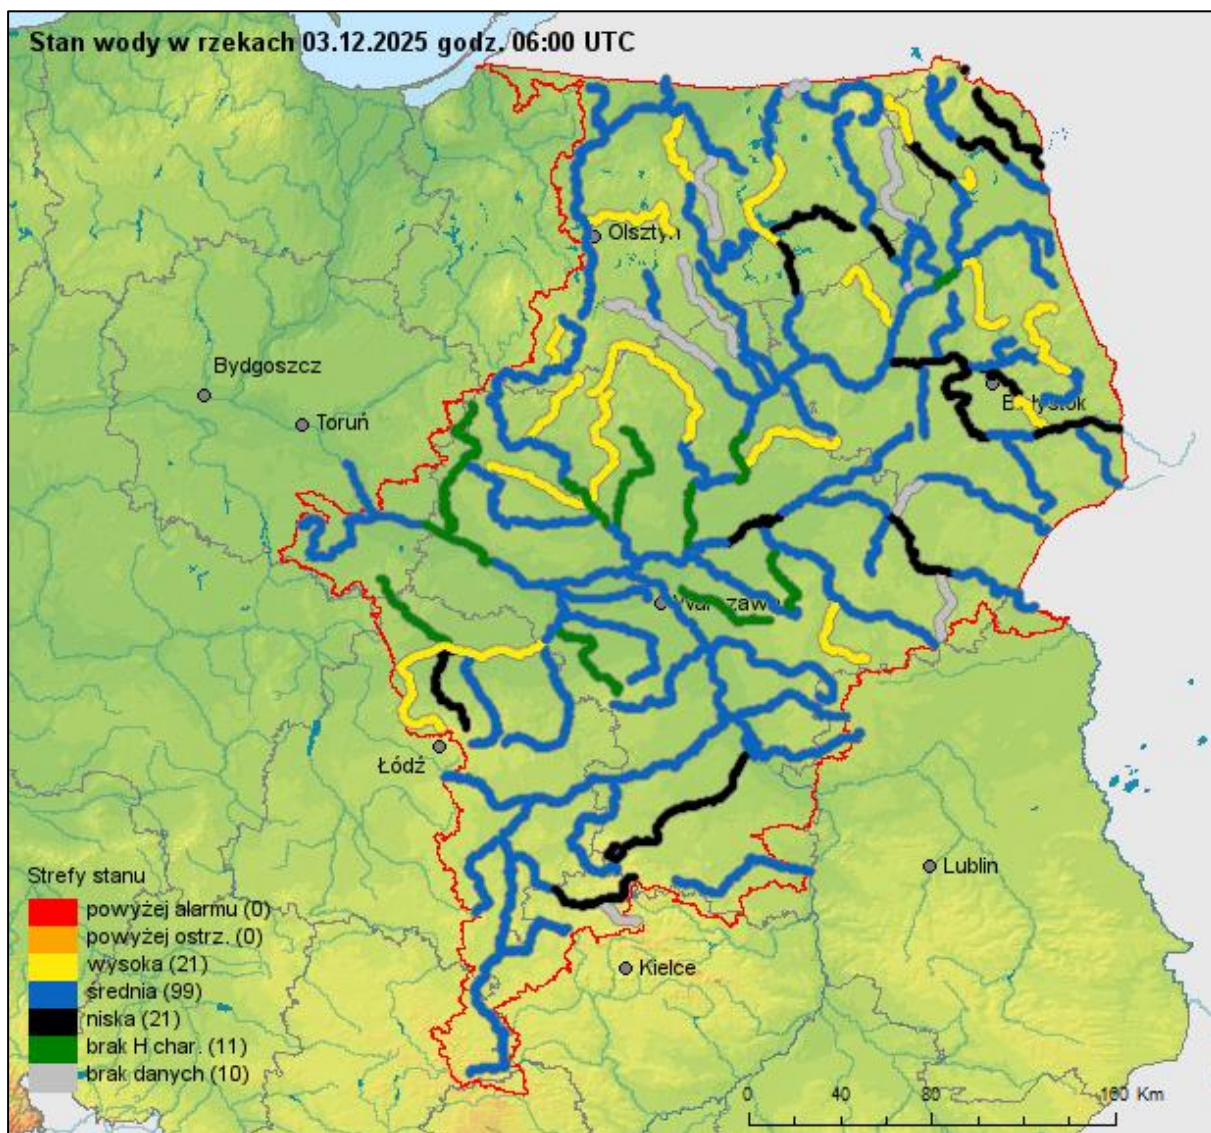 Stan wody w rzekach 03.12.2025 godz. 06:00 UTC
Olsztyn
Bydgoszcz
Toruń
Białystok
Warszawa
Łódź
Lublin
Kielce
Strefy stanu
powyżej alarmu (0)
powyżej ostrz. (0)
wysoka (21)
średnia (99)
niska (21)
brak H char. (11)
brak danych (10)
0 40 80 160 Km